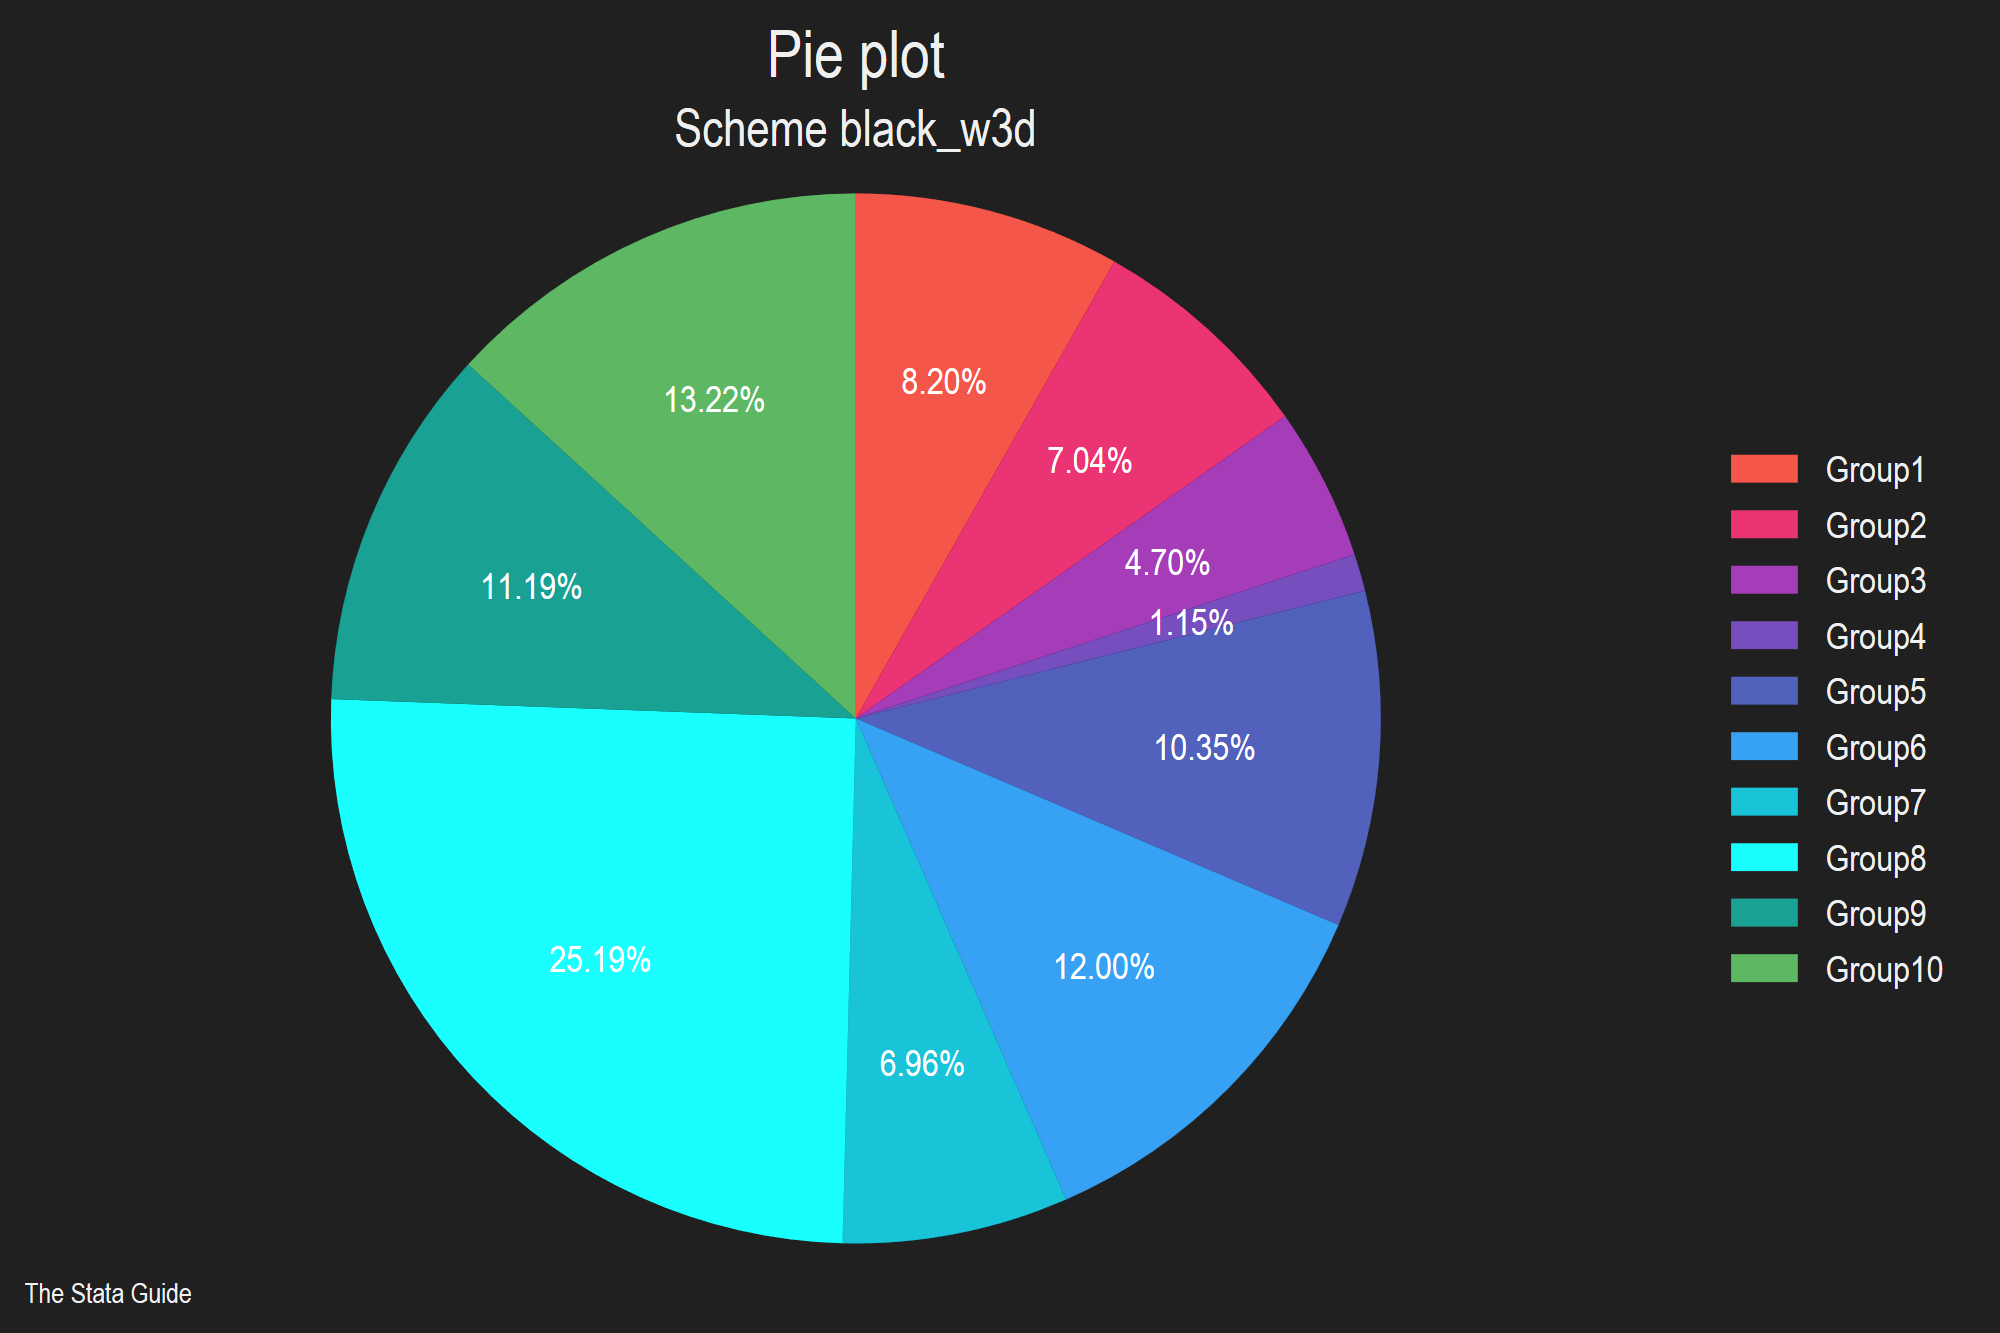 Pie plot
Scheme black_w3d
13.22%
8.20%
7.04%
4.70%
1.15%
11.19%
10.35%
25.19%
12.00%
6.96%
Group1
Group2
Group3
Group4
Group5
Group6
Group7
Group8
Group9
Group10
The Stata Guide